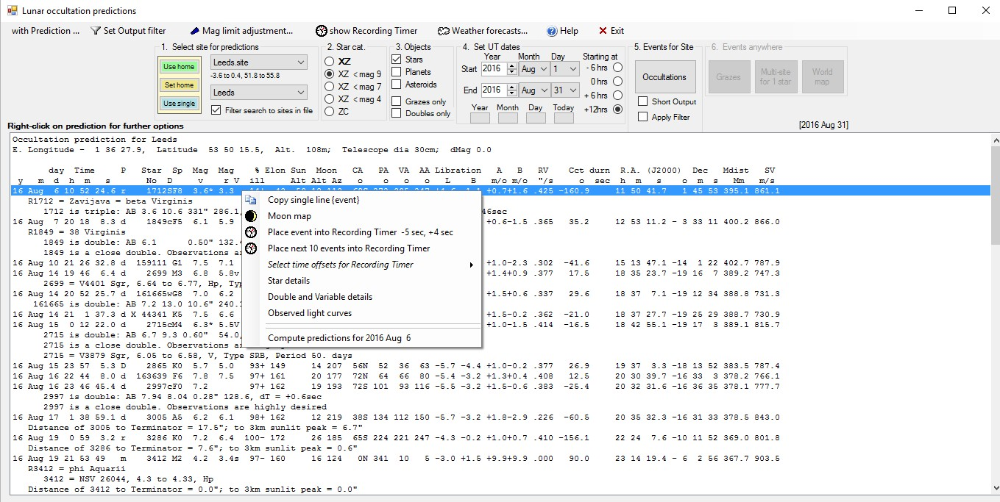 Lunar occultation predictions
with Prediction ... Set Output filter Mag limit adjustment... show Recording Timer Weather forecasts... Help Exit
1. Select site for predictions
Use home Leeds.site
-3.6 to 0.4, 51.8 to 55.8
Set home
Leeds
Use single
Filter search to sites in file
2. Star cat.
XZ
XZ < mag 9
XZ < mag 7
XZ < mag 4
ZC
3. Objects
Stars
Planets
Asteroids
Grazes only
Doubles only
4. Set UT dates
Year Month Day
Start 2016 Aug 1
End 2016 Aug 31
Year Month Day Today
Starting at
- 6 hrs
0 hrs
+ 6 hrs
+12hrs
5. Events for Site
Occultations
Short Output
Apply Filter
6. Events anywhere
Grazes
Multi-site for 1 star
World map
Right-click on prediction for further options
[2016 Aug 31]
Occultation prediction for Leeds
E. Longitude - 1 36 27.9, Latitude 53 50 15.5, Alt. 108m; Telescope dia 30cm; dMag 0.0
day Time P Star Sp Mag Mag % Elon Sun Moon CA PA VA AA Libration A B RV Cct durn R.A. (J2000) Dec Mdist SV
y m d h m s No D v r V ill Alt Alt Az o o o o L B m/o m/o "/s o sec h m s o m s Mm m/s
16 Aug 6 10 52 24.6 r 1712SF8 3.6* 3.3 +0.7+1.6 .425 -160.9 11 50 41.7 1 45 53 395.1 861.1
R1712 = Zavijava = beta Virginis
1712 is triple: AB 3.6 10.6 331" 286.1 46sec
16 Aug 7 20 18 8.3 d 1849cF5 6.1 5.9 +0.6-1.5 .365 35.2 12 53 11.2 - 3 33 11 400.2 866.0
R1849 = 38 Virginis
1849 is double: AB 6.1 0.50" 132.4
1849 is a close double. Observations ar
16 Aug 10 21 26 32.8 d 159111 G1 7.5 7.1 +1.0-2.3 .302 -41.6 15 13 47.1 -14 1 22 402.7 787.9
16 Aug 14 19 46 6.4 d 2699 M3 6.8 5.8v +1.4+0.9 .377 17.5 18 35 23.7 -19 16 7 389.2 747.3
2699 = V4401 Sgr, 6.64 to 6.77, Hp, Typ
16 Aug 14 20 52 25.7 d 161665wG8 7.0 6.2 +1.5+0.6 .337 29.6 18 37 7.1 -19 12 34 388.8 731.3
161665 is double: AB 7.2 13.0 10.6" 240.1
16 Aug 14 21 1 37.3 d X 44341 K5 7.5 6.6 +1.5-0.2 .362 -21.0 18 37 27.7 -19 25 29 388.7 730.9
16 Aug 15 0 12 22.0 d 2715cM4 6.3* 5.5V +1.0-1.5 .414 -16.5 18 42 55.1 -19 17 3 389.1 815.7
2715 is double: AB 6.7 9.3 0.60" 54.0,
2715 is a close double. Observations are
2715 = V3879 Sgr, 6.05 to 6.58, V, Type SRB, Period 50. days
16 Aug 15 23 57 5.3 D 2865 K0 5.7 5.0 93+ 149 14 207 56N 52 36 63 -5.7 -4.4 +1.0-0.2 .377 26.9 19 37 3.3 -18 13 52 383.5 787.4
16 Aug 16 22 44 8.0 d 163639 F6 7.8 7.5 97+ 161 20 177 72N 64 66 80 -5.4 -3.2 +1.3+0.4 .408 12.5 20 30 39.7 -16 33 3 378.2 766.1
16 Aug 16 23 46 45.4 d 2997cF0 7.2 97+ 162 19 193 72S 101 93 116 -5.5 -3.2 +1.5-0.6 .383 -25.4 20 32 31.6 -16 36 35 378.1 777.7
2997 is double: AB 7.94 8.04 0.28" 128.6, dT = +0.6sec
2997 is a close double. Observations are highly desired
16 Aug 17 1 38 59.1 d 3005 A5 6.2 6.1 98+ 162 12 219 38S 134 112 150 -5.7 -3.2 +1.8-2.9 .226 -60.5 20 35 32.3 -16 31 33 378.5 843.0
Distance of 3005 to Terminator = 17.5"; to 3km sunlit peak = 6.7"
16 Aug 19 0 59 3.2 r 3286 K0 7.2 6.4 100- 172 26 185 65S 224 221 247 -4.3 -0.2 +1.0+0.7 .410 -156.1 22 24 7.6 -10 11 52 369.0 801.8
Distance of 3286 to Terminator = 7.6"; to 3km sunlit peak = 0.6"
16 Aug 19 21 53 49 m 3412 M2 4.2 3.4s 97- 160 16 124 0N 341 10 5 -3.0 +1.5 +9.9+9.9 .000 90.0 23 14 19.4 - 6 2 56 367.7 903.5
R3412 = phi Aquarii
3412 = NSV 26044, 4.3 to 4.33, Hp
Distance of 3412 to Terminator = 0.0"; to 3km sunlit peak = 0.0"
Copy single line {event}
Moon map
Place event into Recording Timer -5 sec, +4 sec
Place next 10 events into Recording Timer
Select time offsets for Recording Timer
Star details
Double and Variable details
Observed light curves
Compute predictions for 2016 Aug 6